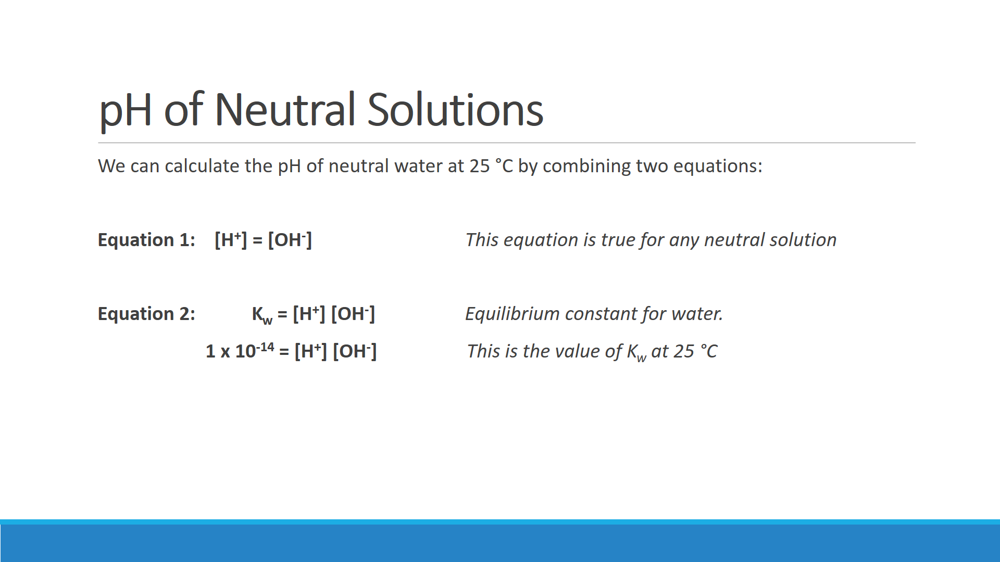 pH of Neutral Solutions
We can calculate the pH of neutral water at 25 °C by combining two equations:
Equation 1: [H⁺] = [OH⁻] This equation is true for any neutral solution
Equation 2: K_w = [H⁺] [OH⁻] Equilibrium constant for water.
1 x 10⁻¹⁴ = [H⁺] [OH⁻] This is the value of K_w at 25 °C